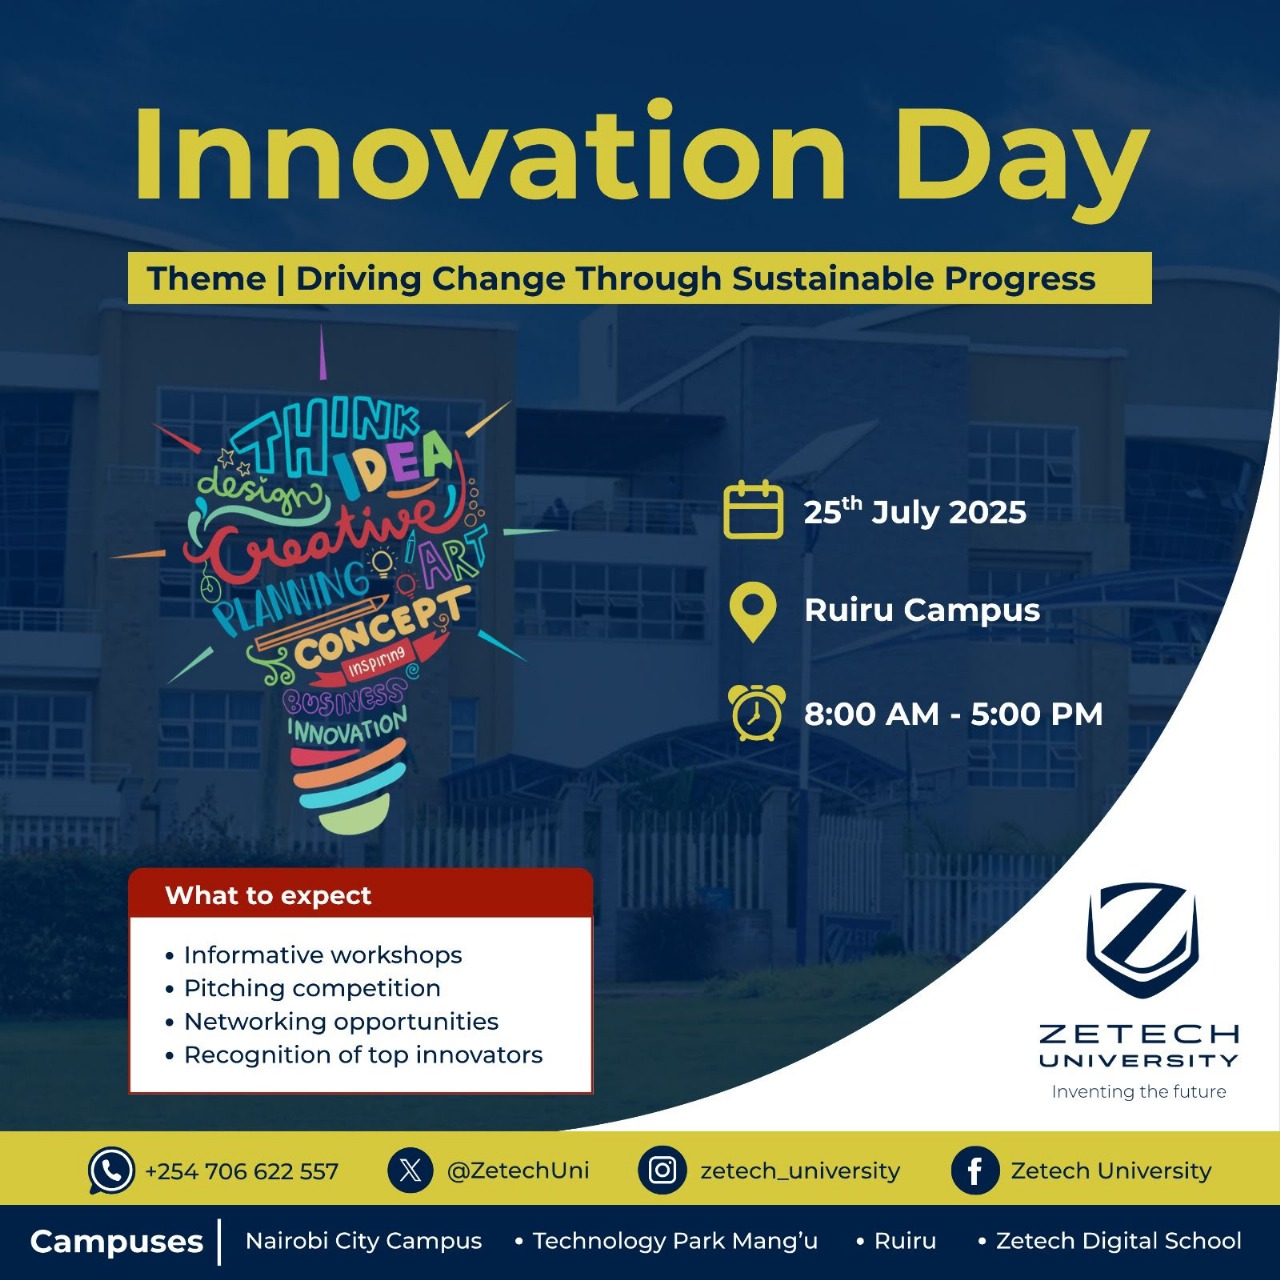 Innovation Day
Theme | Driving Change Through Sustainable Progress
THINK
IDEA
design
Creative
PLANNING
ART
CONCEPT
inspiring
BUSINESS
INNOVATION
25th July 2025
Ruiru Campus
8:00 AM - 5:00 PM
What to expect
• Informative workshops
• Pitching competition
• Networking opportunities
• Recognition of top innovators
ZETECH
UNIVERSITY
Inventing the future
+254 706 622 557
@ZetechUni
zetech_university
Zetech University
Campuses | Nairobi City Campus • Technology Park Mang’u • Ruiru • Zetech Digital School